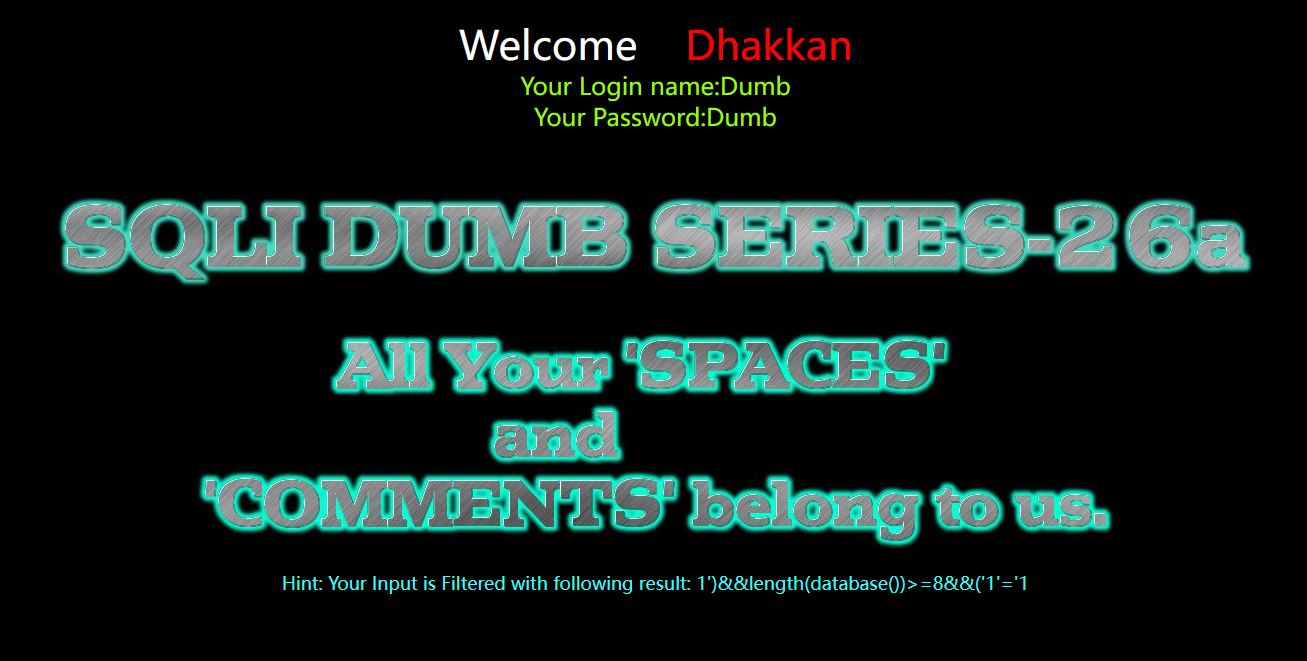 Welcome Dhakkan
Your Login name:Dumb
Your Password:Dumb
SQLI DUMB SERIES-26a
All Your 'SPACES'
and
'COMMENTS' belong to us.
Hint: Your Input is Filtered with following result: 1')&&length(database())>=8&&('1'='1